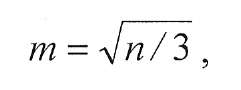 m = √n/3 ,